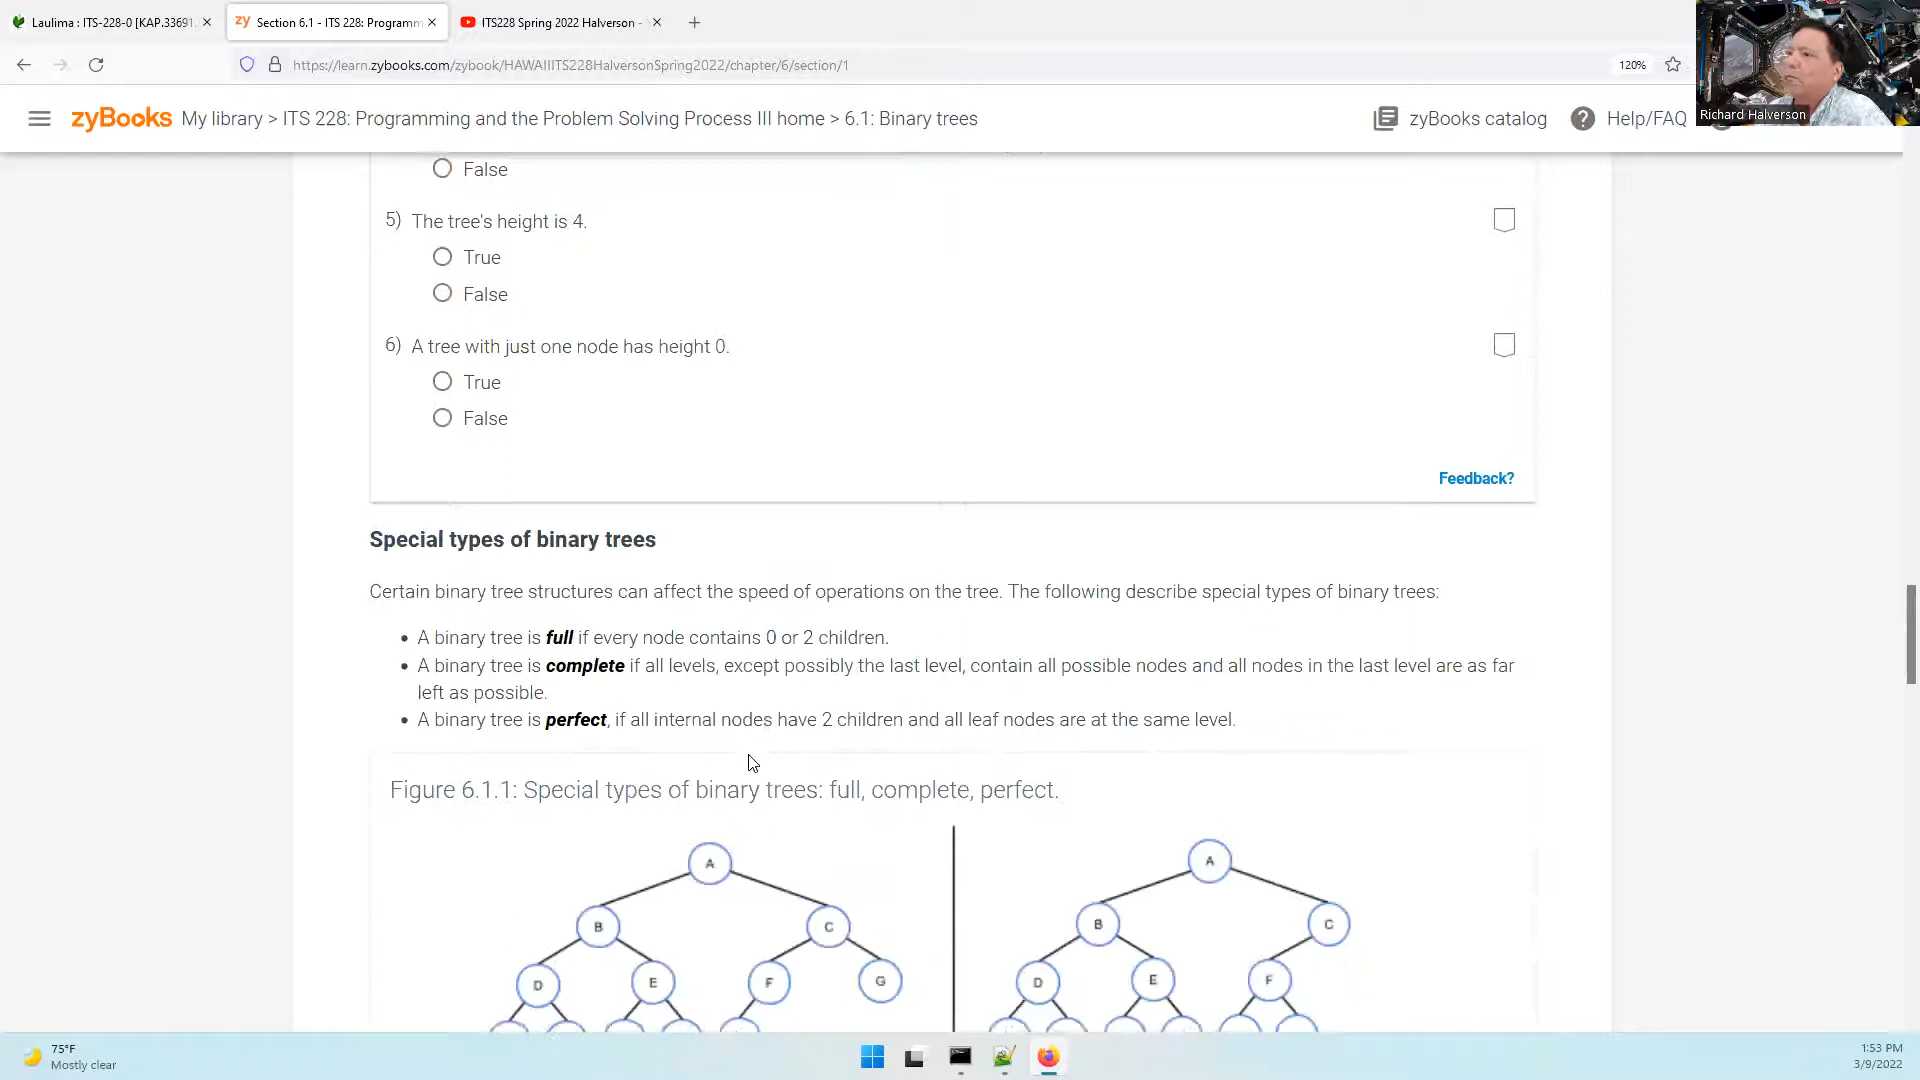 Laulima : ITS-228-0 [KAP.33691.
zy Section 6.1 - ITS 228: Programm
ITS228 Spring 2022 Halverson -
https://learn.zybooks.com/zybook/HAWAIIITS228HalversonSpring2022/chapter/6/section/1
120%
Richard Halverson
zyBooks My library > ITS 228: Programming and the Problem Solving Process III home > 6.1: Binary trees
zyBooks catalog
Help/FAQ
False
5) The tree's height is 4.
True
False
6) A tree with just one node has height 0.
True
False
Feedback?
Special types of binary trees
Certain binary tree structures can affect the speed of operations on the tree. The following describe special types of binary trees:
• A binary tree is full if every node contains 0 or 2 children.
• A binary tree is complete if all levels, except possibly the last level, contain all possible nodes and all nodes in the last level are as far
left as possible.
• A binary tree is perfect, if all internal nodes have 2 children and all leaf nodes are at the same level.
Figure 6.1.1: Special types of binary trees: full, complete, perfect.
A
B C
D E F G
A
B C
D E F
75°F
Mostly clear
1:53 PM
3/9/2022